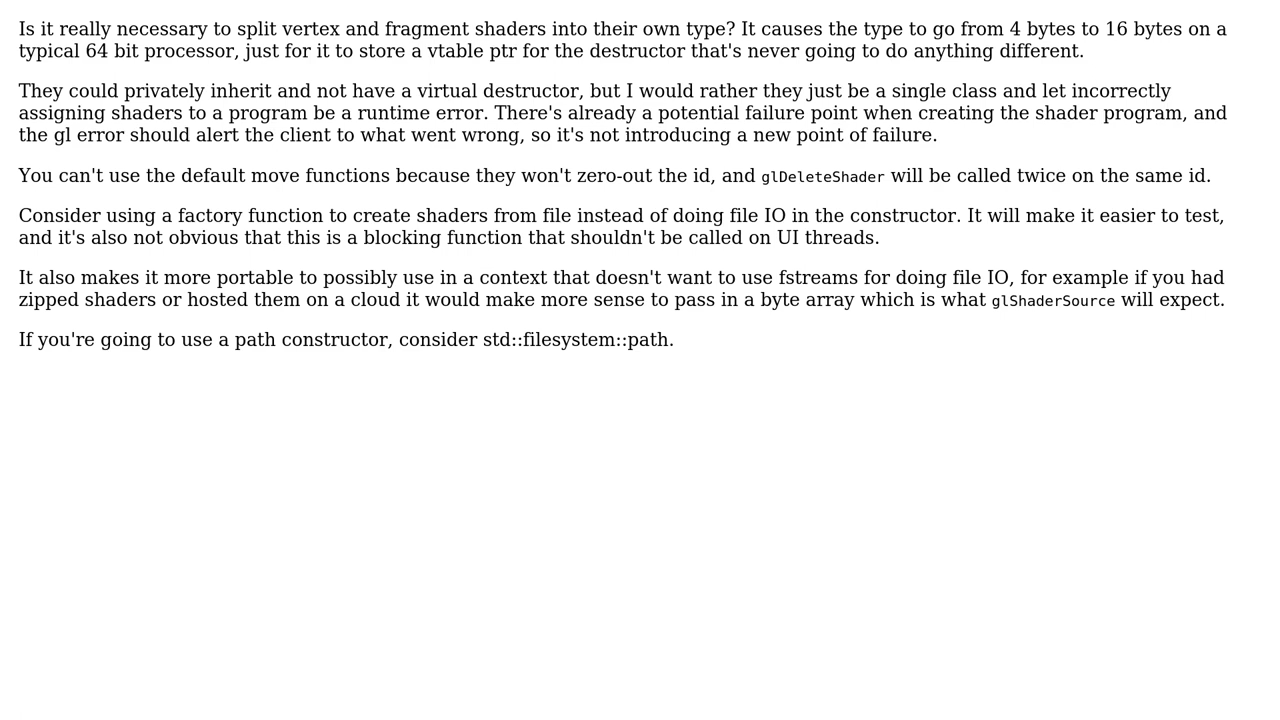 Is it really necessary to split vertex and fragment shaders into their own type? It causes the type to go from 4 bytes to 16 bytes on a
typical 64 bit processor, just for it to store a vtable ptr for the destructor that's never going to do anything different.
They could privately inherit and not have a virtual destructor, but I would rather they just be a single class and let incorrectly
assigning shaders to a program be a runtime error. There's already a potential failure point when creating the shader program, and
the gl error should alert the client to what went wrong, so it's not introducing a new point of failure.
You can't use the default move functions because they won't zero-out the id, and glDeleteShader will be called twice on the same id.
Consider using a factory function to create shaders from file instead of doing file IO in the constructor. It will make it easier to test,
and it's also not obvious that this is a blocking function that shouldn't be called on UI threads.
It also makes it more portable to possibly use in a context that doesn't want to use fstreams for doing file IO, for example if you had
zipped shaders or hosted them on a cloud it would make more sense to pass in a byte array which is what glShaderSource will expect.
If you're going to use a path constructor, consider std::filesystem::path.